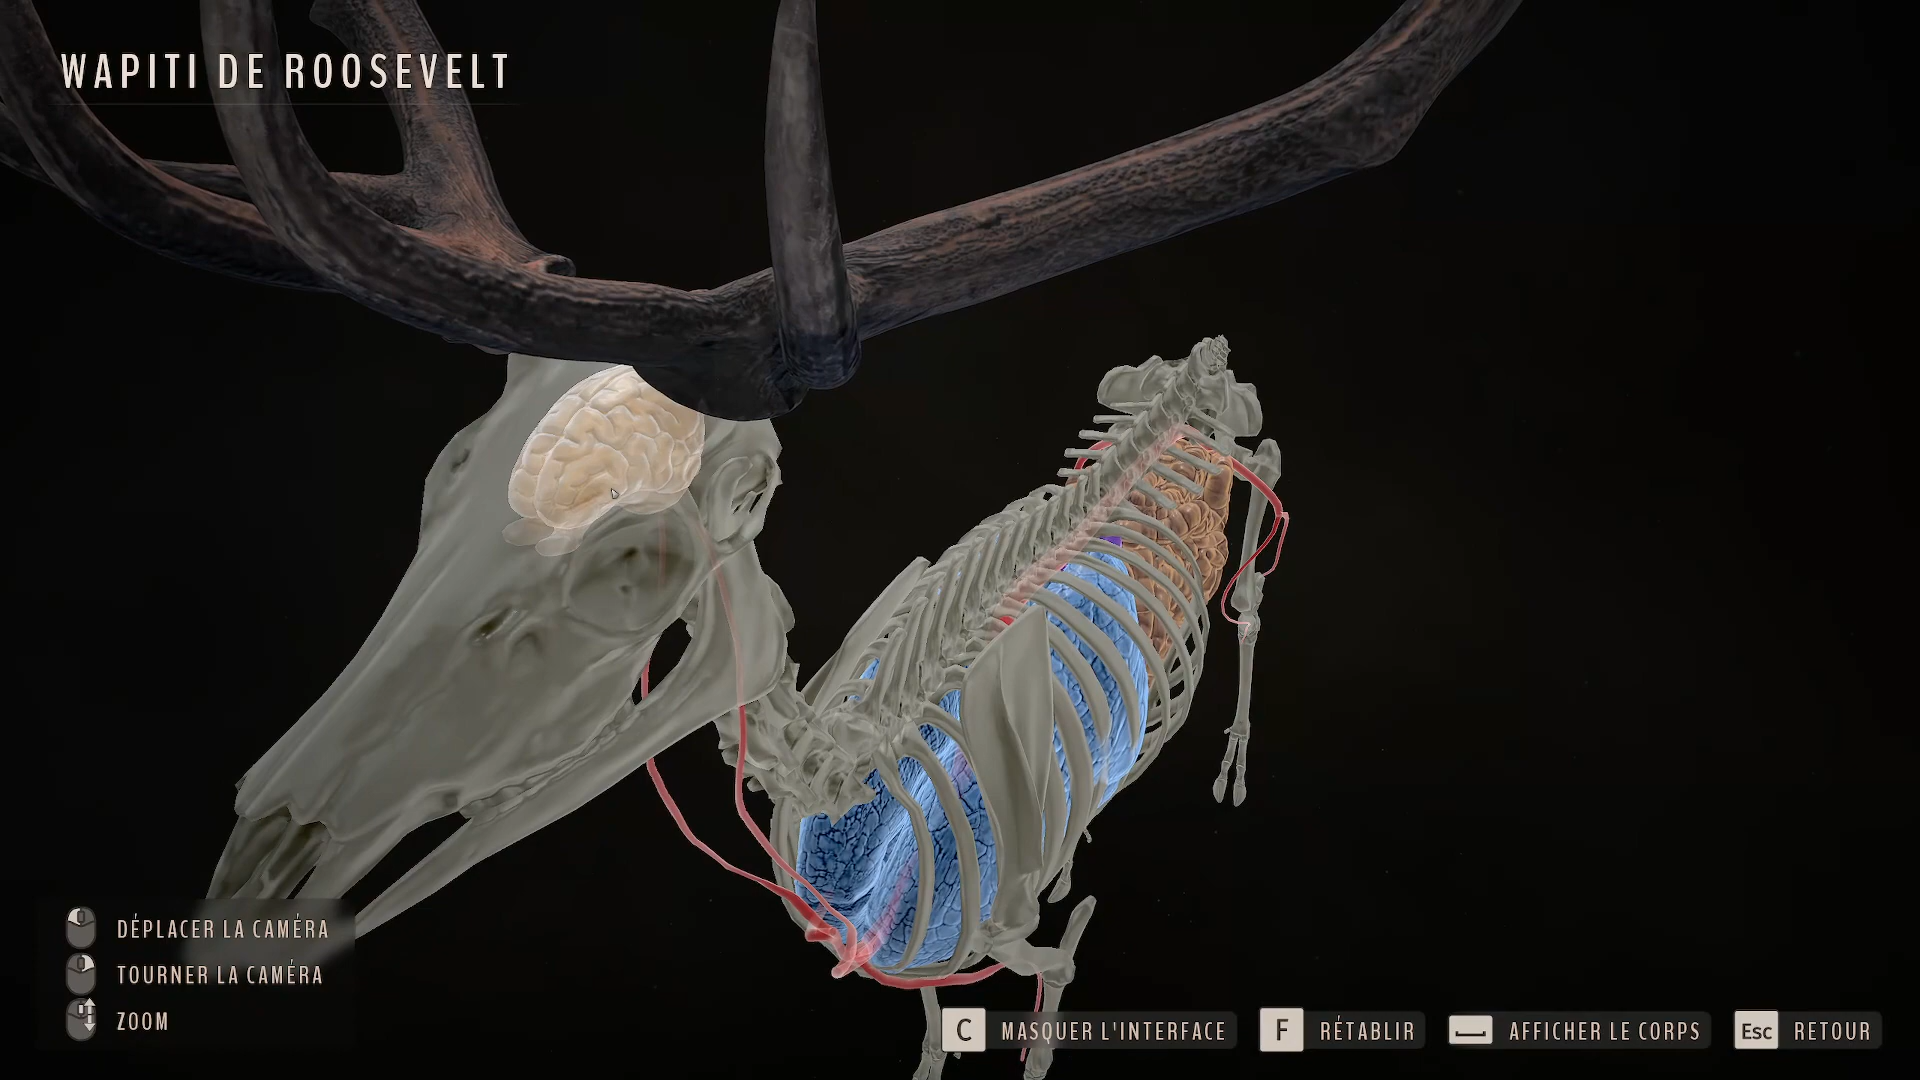 WAPITI DE ROOSEVELT
DÉPLACER LA CAMÉRA
TOURNER LA CAMÉRA
ZOOM
C MASQUER L'INTERFACE F RÉTABLIR AFFICHER LE CORPS Esc RETOUR